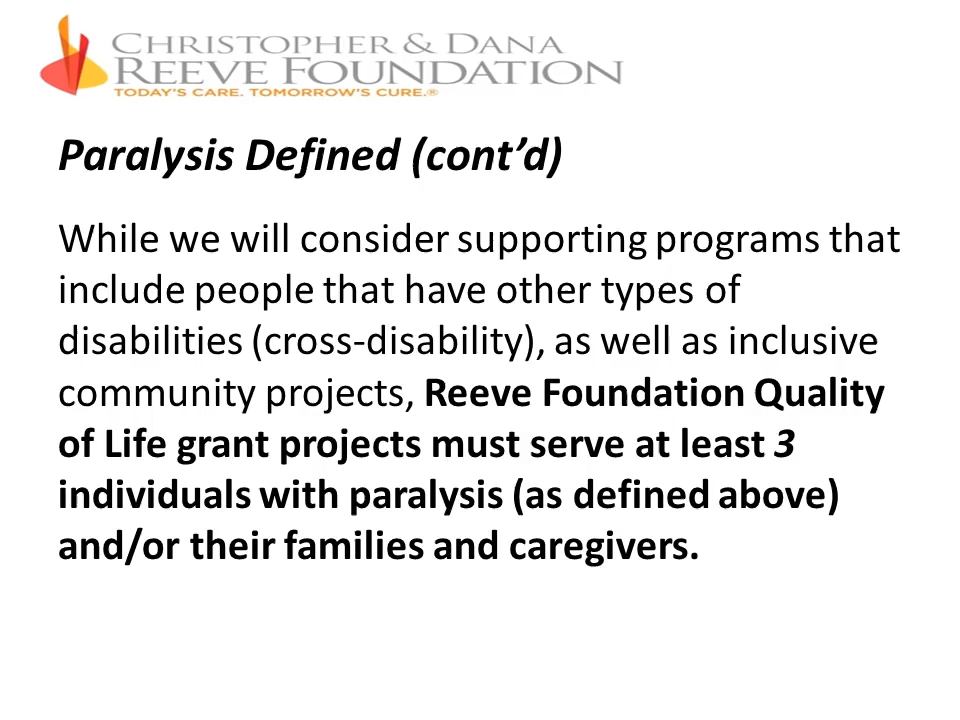 CHRISTOPHER & DANA
REEVE FOUNDATION
TODAY'S CARE. TOMORROW'S CURE.®
Paralysis Defined (cont’d)
While we will consider supporting programs that
include people that have other types of
disabilities (cross-disability), as well as inclusive
community projects, Reeve Foundation Quality
of Life grant projects must serve at least 3
individuals with paralysis (as defined above)
and/or their families and caregivers.